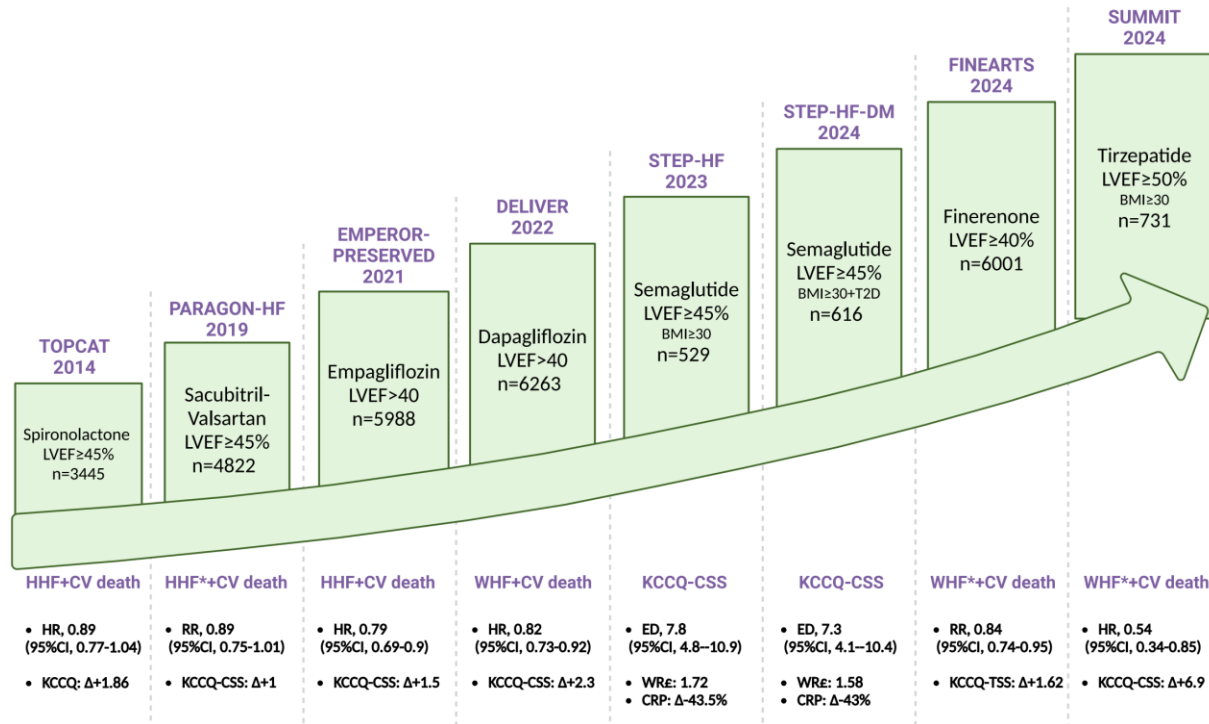 TOPCAT
2014
Spironolactone
LVEF≥45%
n=3445
HHF+CV death
• HR, 0.89
(95%CI, 0.77-1.04)
• KCCQ: Δ+1.86
PARAGON-HF
2019
Sacubitril-
Valsartan
LVEF≥45%
n=4822
HHF*+CV death
• RR, 0.89
(95%CI, 0.75-1.01)
• KCCQ-CSS: Δ+1
EMPEROR-
PRESERVED
2021
Empagliflozin
LVEF>40
n=5988
HHF+CV death
• HR, 0.79
(95%CI, 0.69-0.9)
• KCCQ-CSS: Δ+1.5
DELIVER
2022
Dapagliflozin
LVEF>40
n=6263
WHF+CV death
• HR, 0.82
(95%CI, 0.73-0.92)
• KCCQ-CSS: Δ+2.3
STEP-HF
2023
Semaglutide
LVEF≥45%
BMI≥30
n=529
KCCQ-CSS
• ED, 7.8
(95%CI, 4.8--10.9)
• WR£: 1.72
• CRP: Δ-43.5%
STEP-HF-DM
2024
Semaglutide
LVEF≥45%
BMI≥30+T2D
n=616
KCCQ-CSS
• ED, 7.3
(95%CI, 4.1--10.4)
• WR£: 1.58
• CRP: Δ-43%
FINEARTS
2024
Finerenone
LVEF≥40%
n=6001
WHF*+CV death
• RR, 0.84
(95%CI, 0.74-0.95)
• KCCQ-TSS: Δ+1.62
SUMMIT
2024
Tirzepatide
LVEF≥50%
BMI≥30
n=731
WHF*+CV death
• HR, 0.54
(95%CI, 0.34-0.85)
• KCCQ-CSS: Δ+6.9